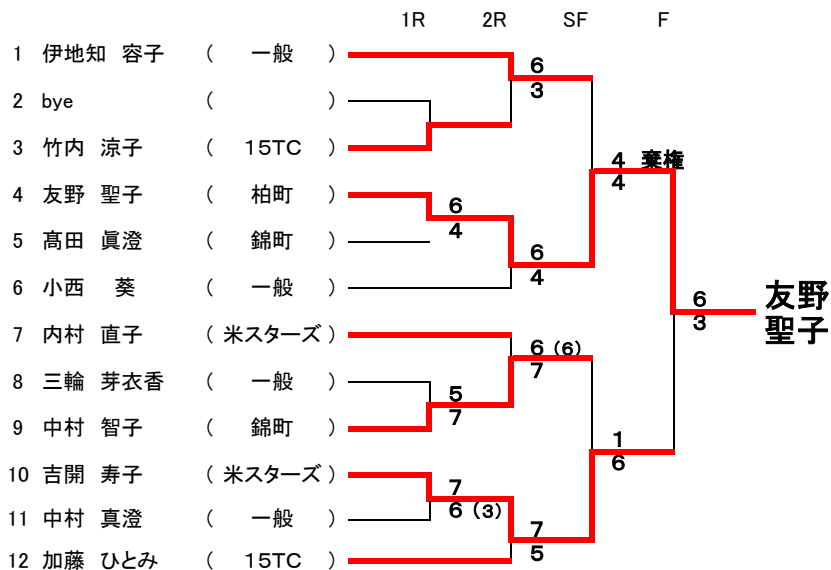 1R 2R SF F
1 伊地知 容子 ( 一般 )
6
3
2 bye ( )
3 竹内 涼子 ( 15TC )
4 棄権
4
4 友野 聖子 ( 柏町 )
6
4
5 髙田 眞澄 ( 錦町 )
6
4
6 小西 葵 ( 一般 )
6
3
友野
聖子
7 内村 直子 ( 米スターズ )
6 (6)
7
8 三輪 芽衣香 ( 一般 )
5
7
9 中村 智子 ( 錦町 )
1
6
10 吉開 寿子 ( 米スターズ )
7
6 (3)
11 中村 真澄 ( 一般 )
7
5
12 加藤 ひとみ ( 15TC )